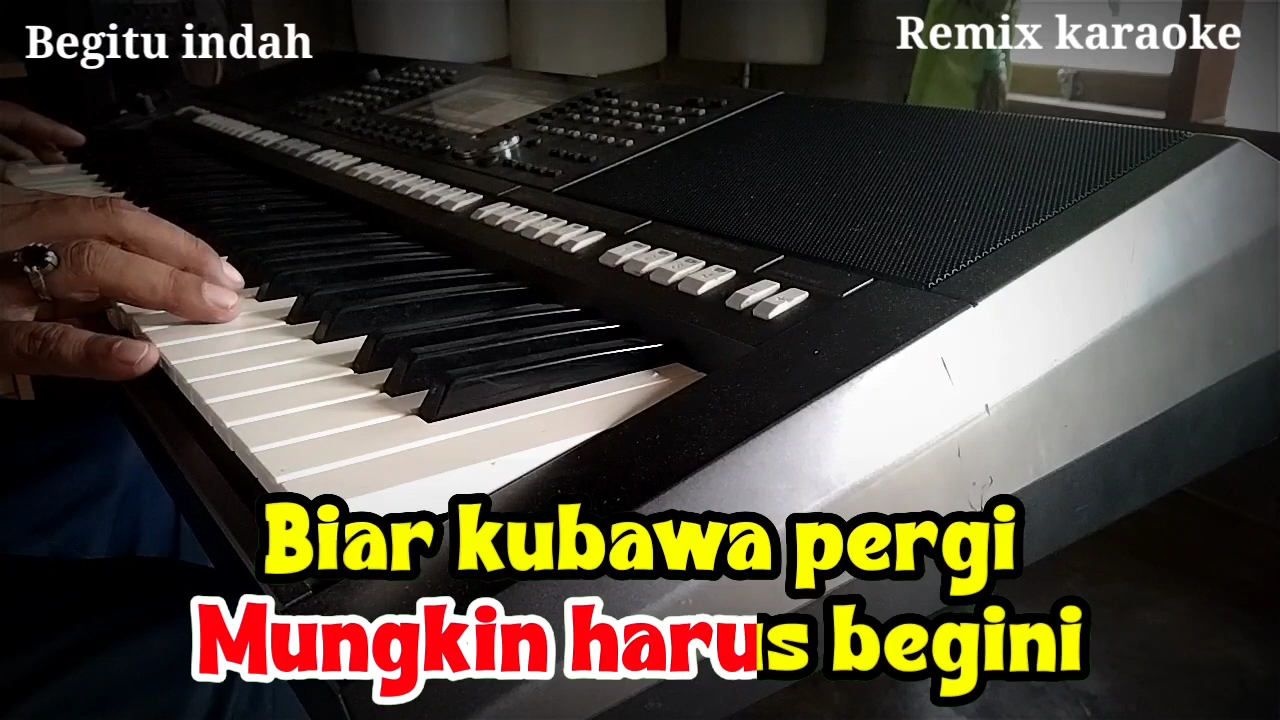 Begitu indah
Remix karaoke
Biar kubawa pergi
Mungkin harus begini